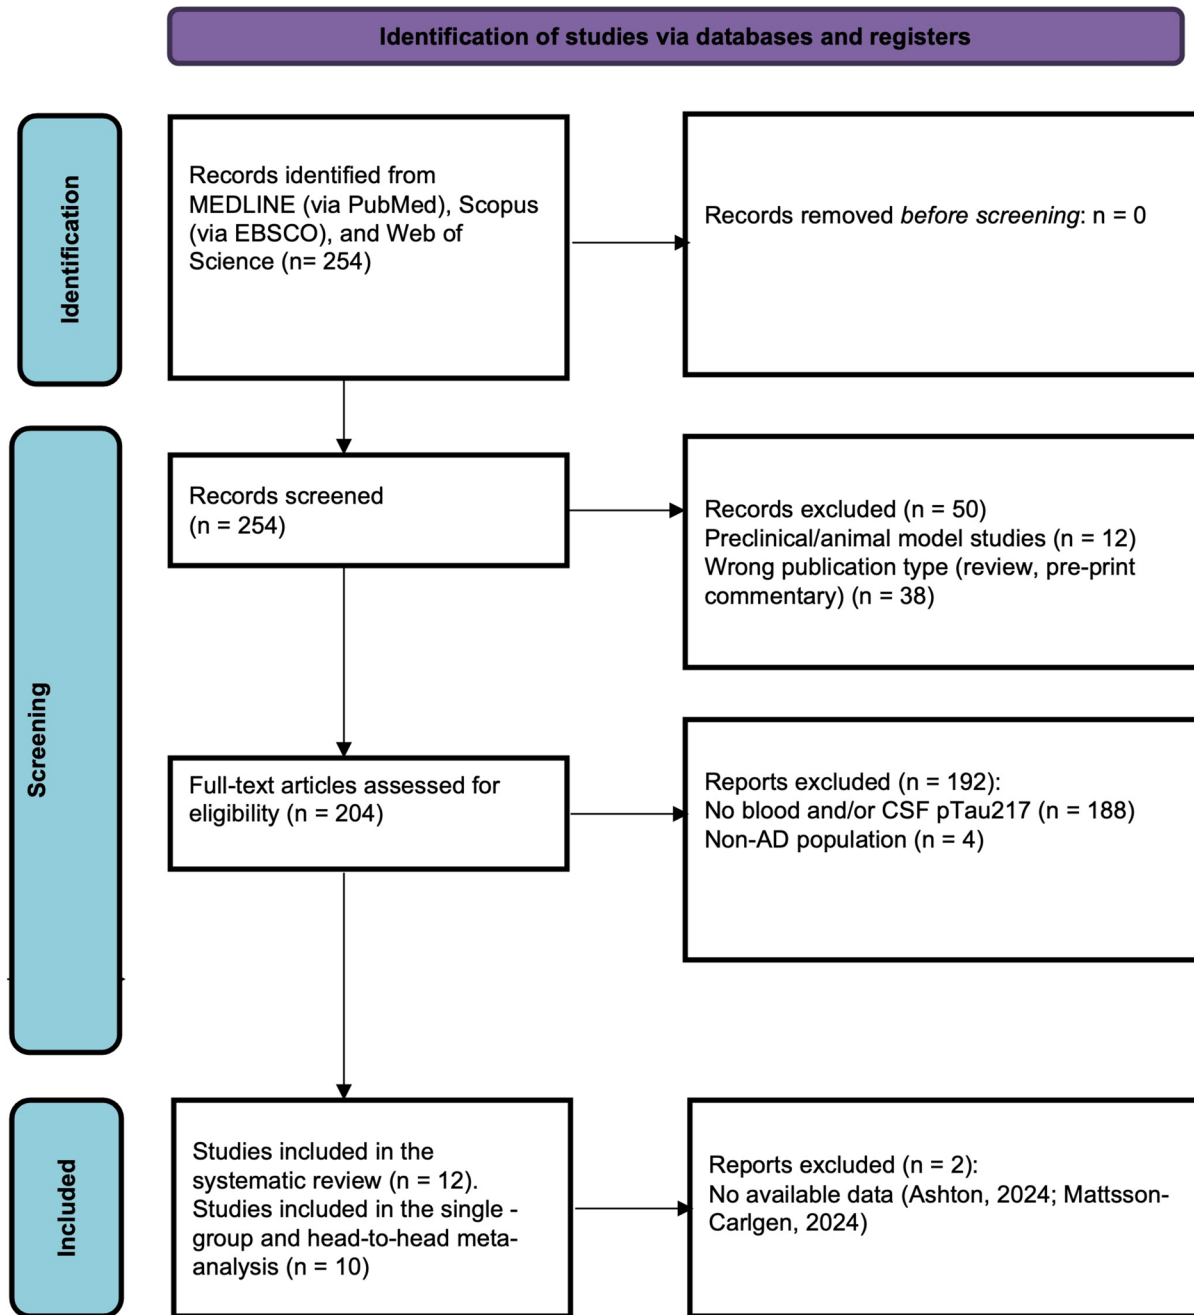 Identification of studies via databases and registers
Identification
Records identified from
MEDLINE (via PubMed), Scopus
(via EBSCO), and Web of
Science (n= 254)
Records removed before screening: n = 0
Screening
Records screened
(n = 254)
Records excluded (n = 50)
Preclinical/animal model studies (n = 12)
Wrong publication type (review, pre-print
commentary) (n = 38)
Full-text articles assessed for
eligibility (n = 204)
Reports excluded (n = 192):
No blood and/or CSF pTau217 (n = 188)
Non-AD population (n = 4)
Included
Studies included in the
systematic review (n = 12).
Studies included in the single -
group and head-to-head meta-
analysis (n = 10)
Reports excluded (n = 2):
No available data (Ashton, 2024; Mattsson-
Carlgen, 2024)